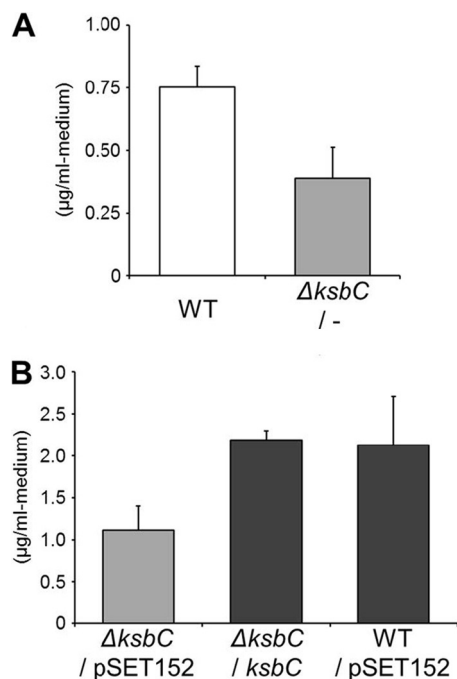 A
(µg/ml-medium)
1.00
0.75
0.50
0.25
0
WT
ΔksbC
/ -
B
(µg/ml-medium)
3.0
2.5
2.0
1.5
1.0
0.5
0
ΔksbC ΔksbC WT
/ pSET152 / ksbC / pSET152